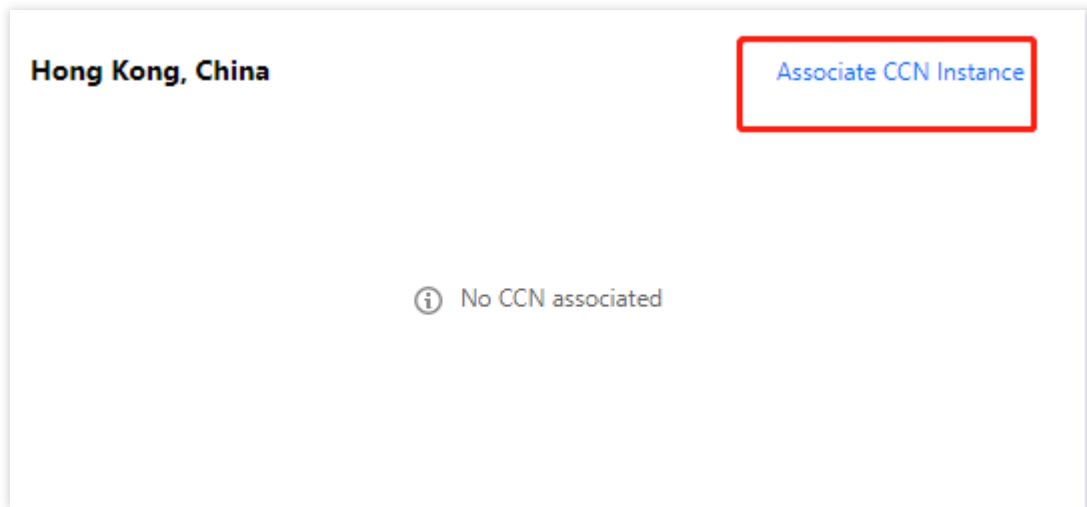 Hong Kong, China
Associate CCN Instance
No CCN associated